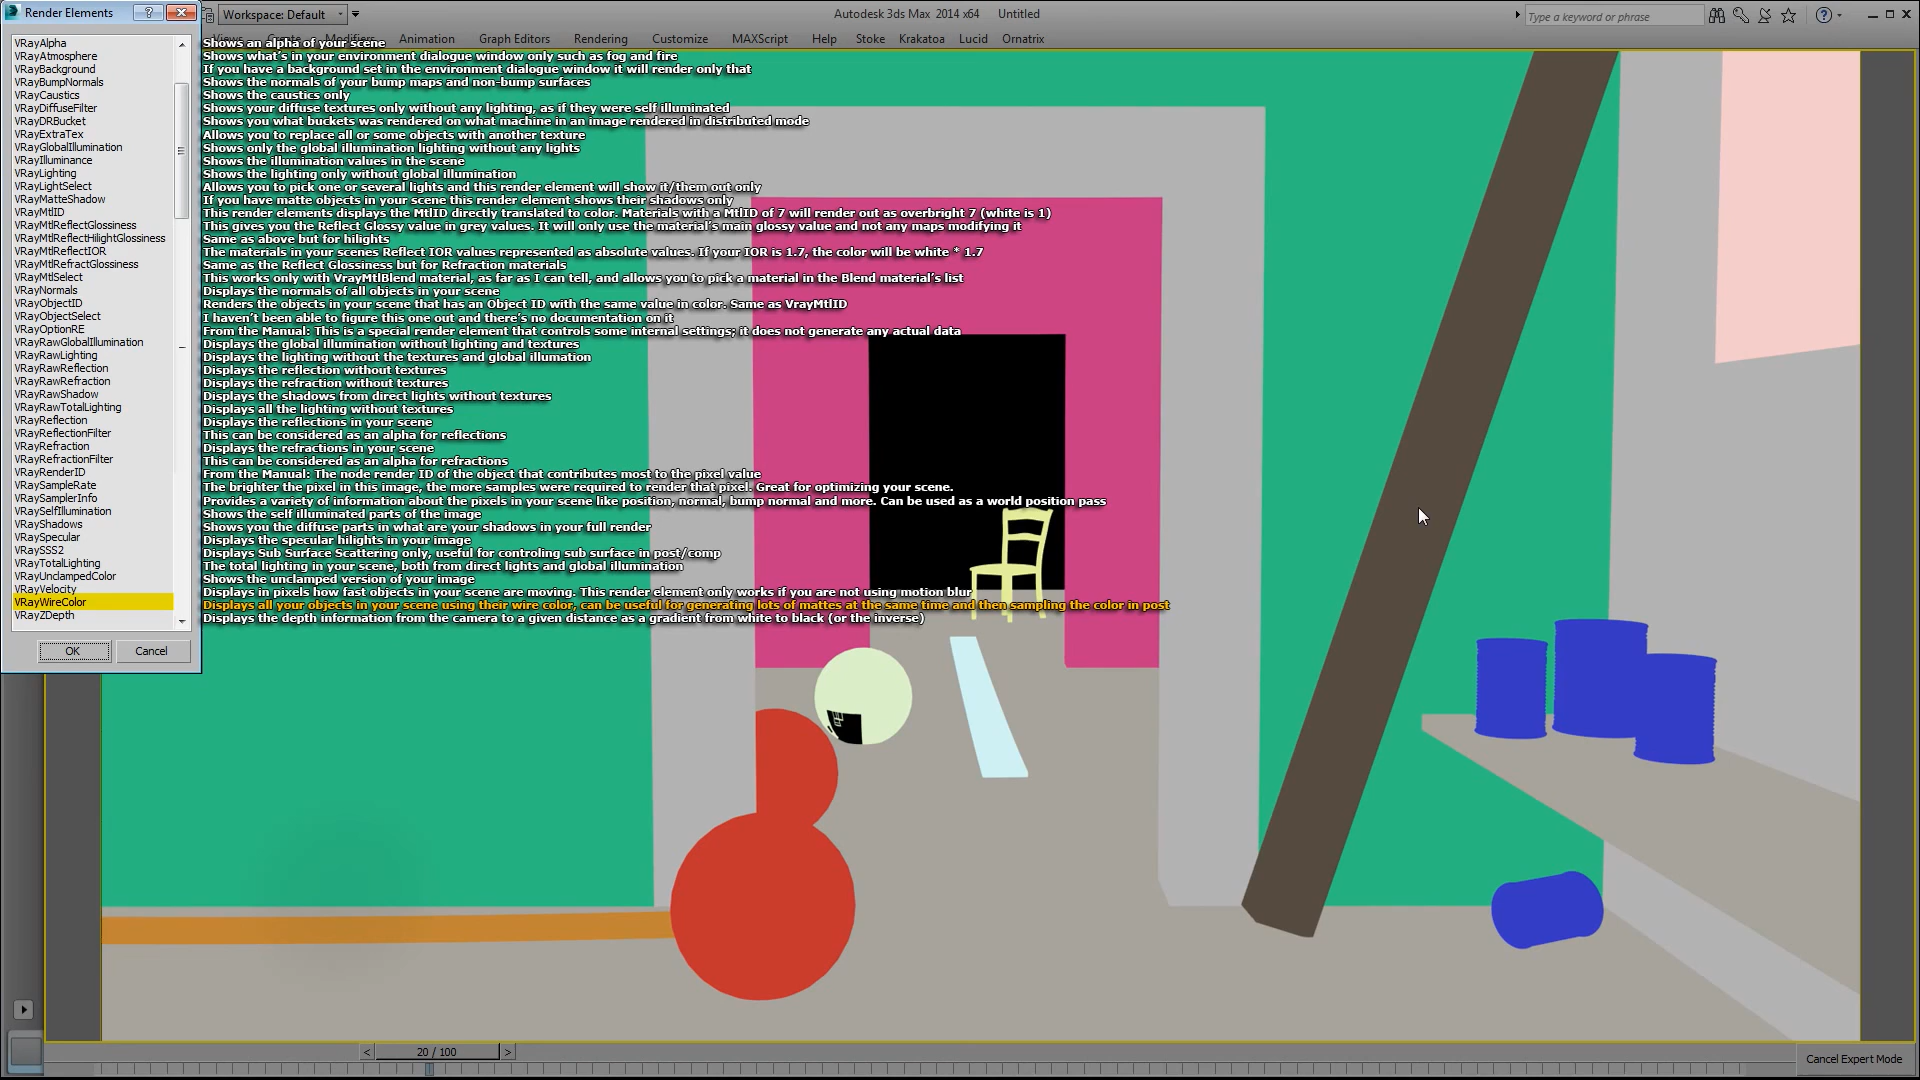 Render Elements
Workspace: Default
Autodesk 3ds Max 2014 x64 Untitled
Type a keyword or phrase
Views Create Modifiers Animation Graph Editors Rendering Customize MAXScript Help Stoke Krakatoa Lucid Ornatrix
VRayAlpha Shows an alpha of your scene
VRayAtmosphere Shows what's in your environment dialogue window only such as fog and fire
VRayBackground If you have a background set in the environment dialogue window it will render only that
VRayBumpNormals Shows the normals of your bump maps and non-bump surfaces
VRayCaustics Shows the caustics only
VRayDiffuseFilter Shows your diffuse textures only without any lighting, as if they were self illuminated
VRayDRBucket Shows you what buckets was rendered on what machine in an image rendered in distributed mode
VRayExtraTex Allows you to replace all or some objects with another texture
VRayGlobalIllumination Shows only the global illumination lighting without any lights
VRayIlluminance Shows the illumination values in the scene
VRayLighting Shows the lighting only without global illumination
VRayLightSelect Allows you to pick one or several lights and this render element will show it/them out only
VRayMatteShadow If you have matte objects in your scene this render element shows their shadows only
VRayMtlID This render elements displays the MtlID directly translated to color. Materials with a MtlID of 7 will render out as overbright 7 (white is 1)
VRayMtlReflectGlossiness This gives you the Reflect Glossy value in grey values. It will only use the material's main glossy value and not any maps modifying it
VRayMtlReflectHilightGlossiness Same as above but for hilights
VRayMtlReflectIOR The materials in your scenes Reflect IOR values represented as absolute values. If your IOR is 1.7, the color will be white * 1.7
VRayMtlRefractGlossiness Same as the Reflect Glossiness but for Refraction materials
VRayMtlSelect This works only with VrayMtlBlend material, as far as I can tell, and allows you to pick a material in the Blend material's list
VRayNormals Displays the normals of all objects in your scene
VRayObjectID Renders the objects in your scene that has an Object ID with the same value in color. Same as VrayMtlID
VRayObjectSelect I haven't been able to figure this one out and there's no documentation on it
VRayOptionRE From the Manual: This is a special render element that controls some internal settings; it does not generate any actual data
VRayRawGlobalIllumination Displays the global illumination without lighting and textures
VRayRawLighting Displays the lighting without the textures and global illumation
VRayRawReflection Displays the reflection without textures
VRayRawRefraction Displays the refraction without textures
VRayRawShadow Displays the shadows from direct lights without textures
VRayRawTotalLighting Displays all the lighting without textures
VRayReflection Displays the reflections in your scene
VRayReflectionFilter This can be considered as an alpha for reflections
VRayRefraction Displays the refractions in your scene
VRayRefractionFilter This can be considered as an alpha for refractions
VRayRenderID From the Manual: The node render ID of the object that contributes most to the pixel value
VRaySampleRate The brighter the pixel in this image, the more samples were required to render that pixel. Great for optimizing your scene.
VRaySamplerInfo Provides a variety of information about the pixels in your scene like position, normal, bump normal and more. Can be used as a world position pass
VRaySelfIllumination Shows the self illuminated parts of the image
VRayShadows Shows you the diffuse parts in what are your shadows in your full render
VRaySpecular Displays the specular hilights in your image
VRaySSS2 Displays Sub Surface Scattering only, useful for controling sub surface in post/comp
VRayTotalLighting The total lighting in your scene, both from direct lights and global illumination
VRayUnclampedColor Shows the unclamped version of your image
VRayVelocity Displays in pixels how fast objects in your scene are moving. This render element only works if you are not using motion blur
VRayWireColor Displays all your objects in your scene using their wire color, can be useful for generating lots of mattes at the same time and then sampling the color in post
VRayZDepth Displays the depth information from the camera to a given distance as a gradient from white to black (or the inverse)
OK Cancel
< 20 / 100 >
Cancel Expert Mode